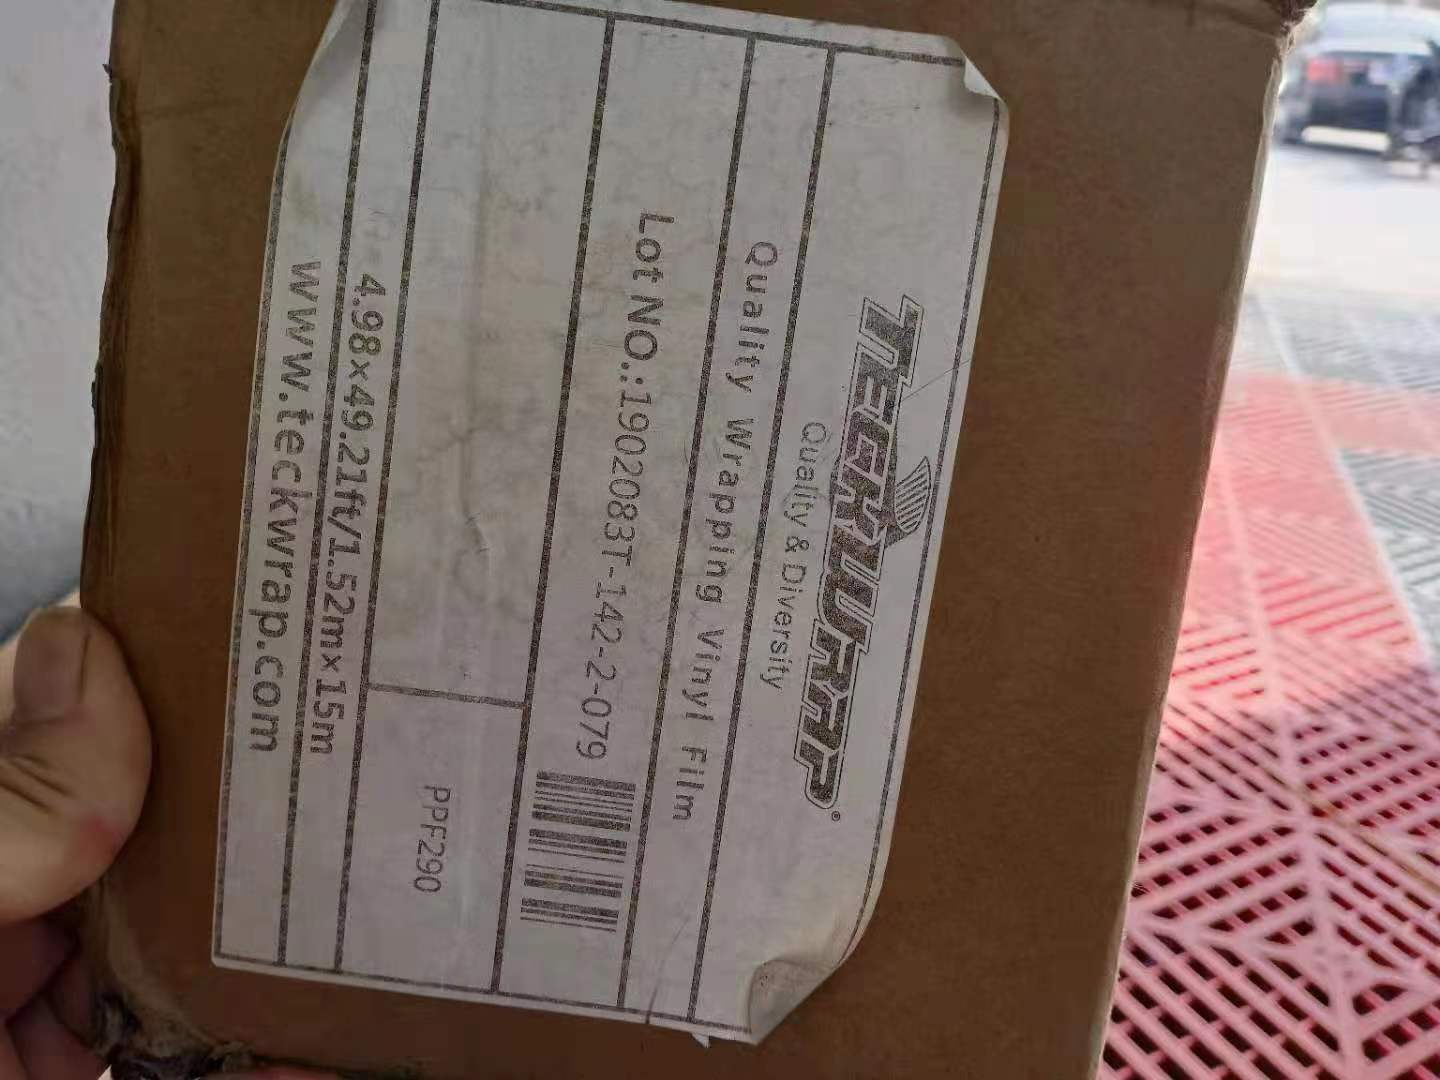 TECKWRAP®
Quality & Diversity
Quality Wrapping Vinyl Film
Lot NO.:1902083T-142-2-079
PPF290
4.98×49.21ft/1.52m×15m
www.teckwrap.com